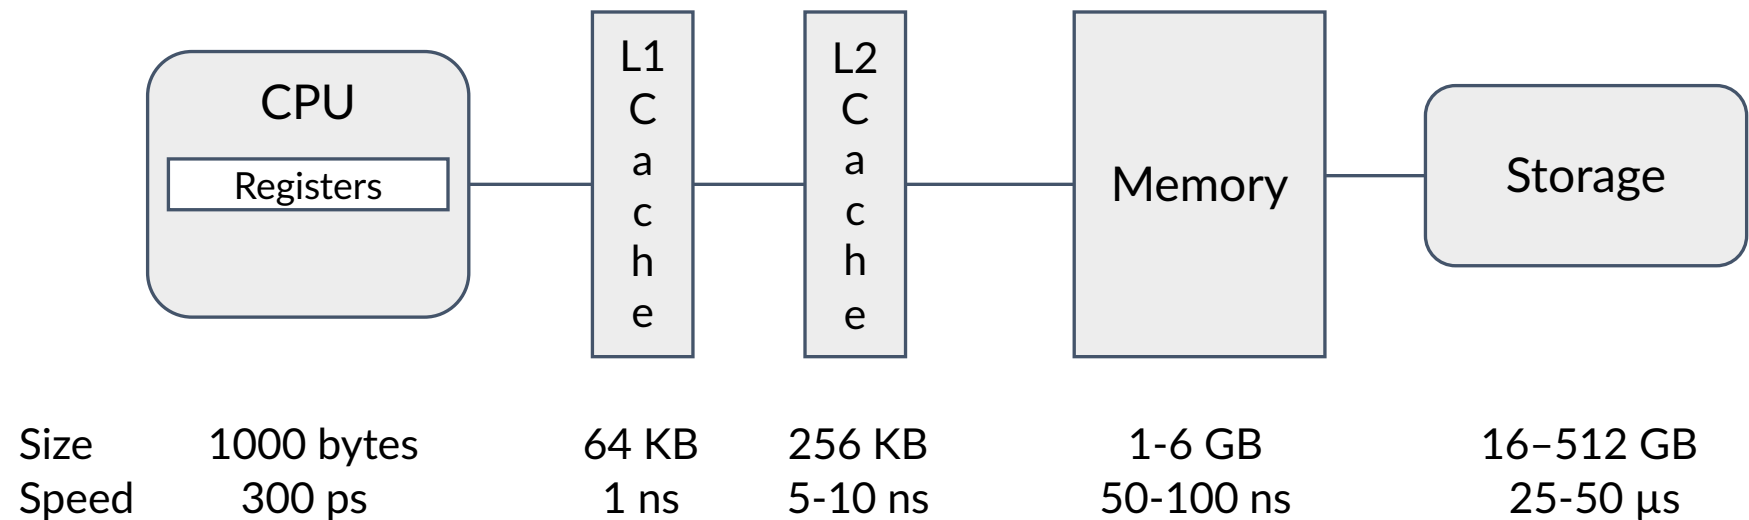 CPU
Registers
L1
C
a
c
h
e
L2
C
a
c
h
e
Memory
Storage
Size 1000 bytes 64 KB 256 KB 1-6 GB 16–512 GB
Speed 300 ps 1 ns 5-10 ns 50-100 ns 25-50 µs